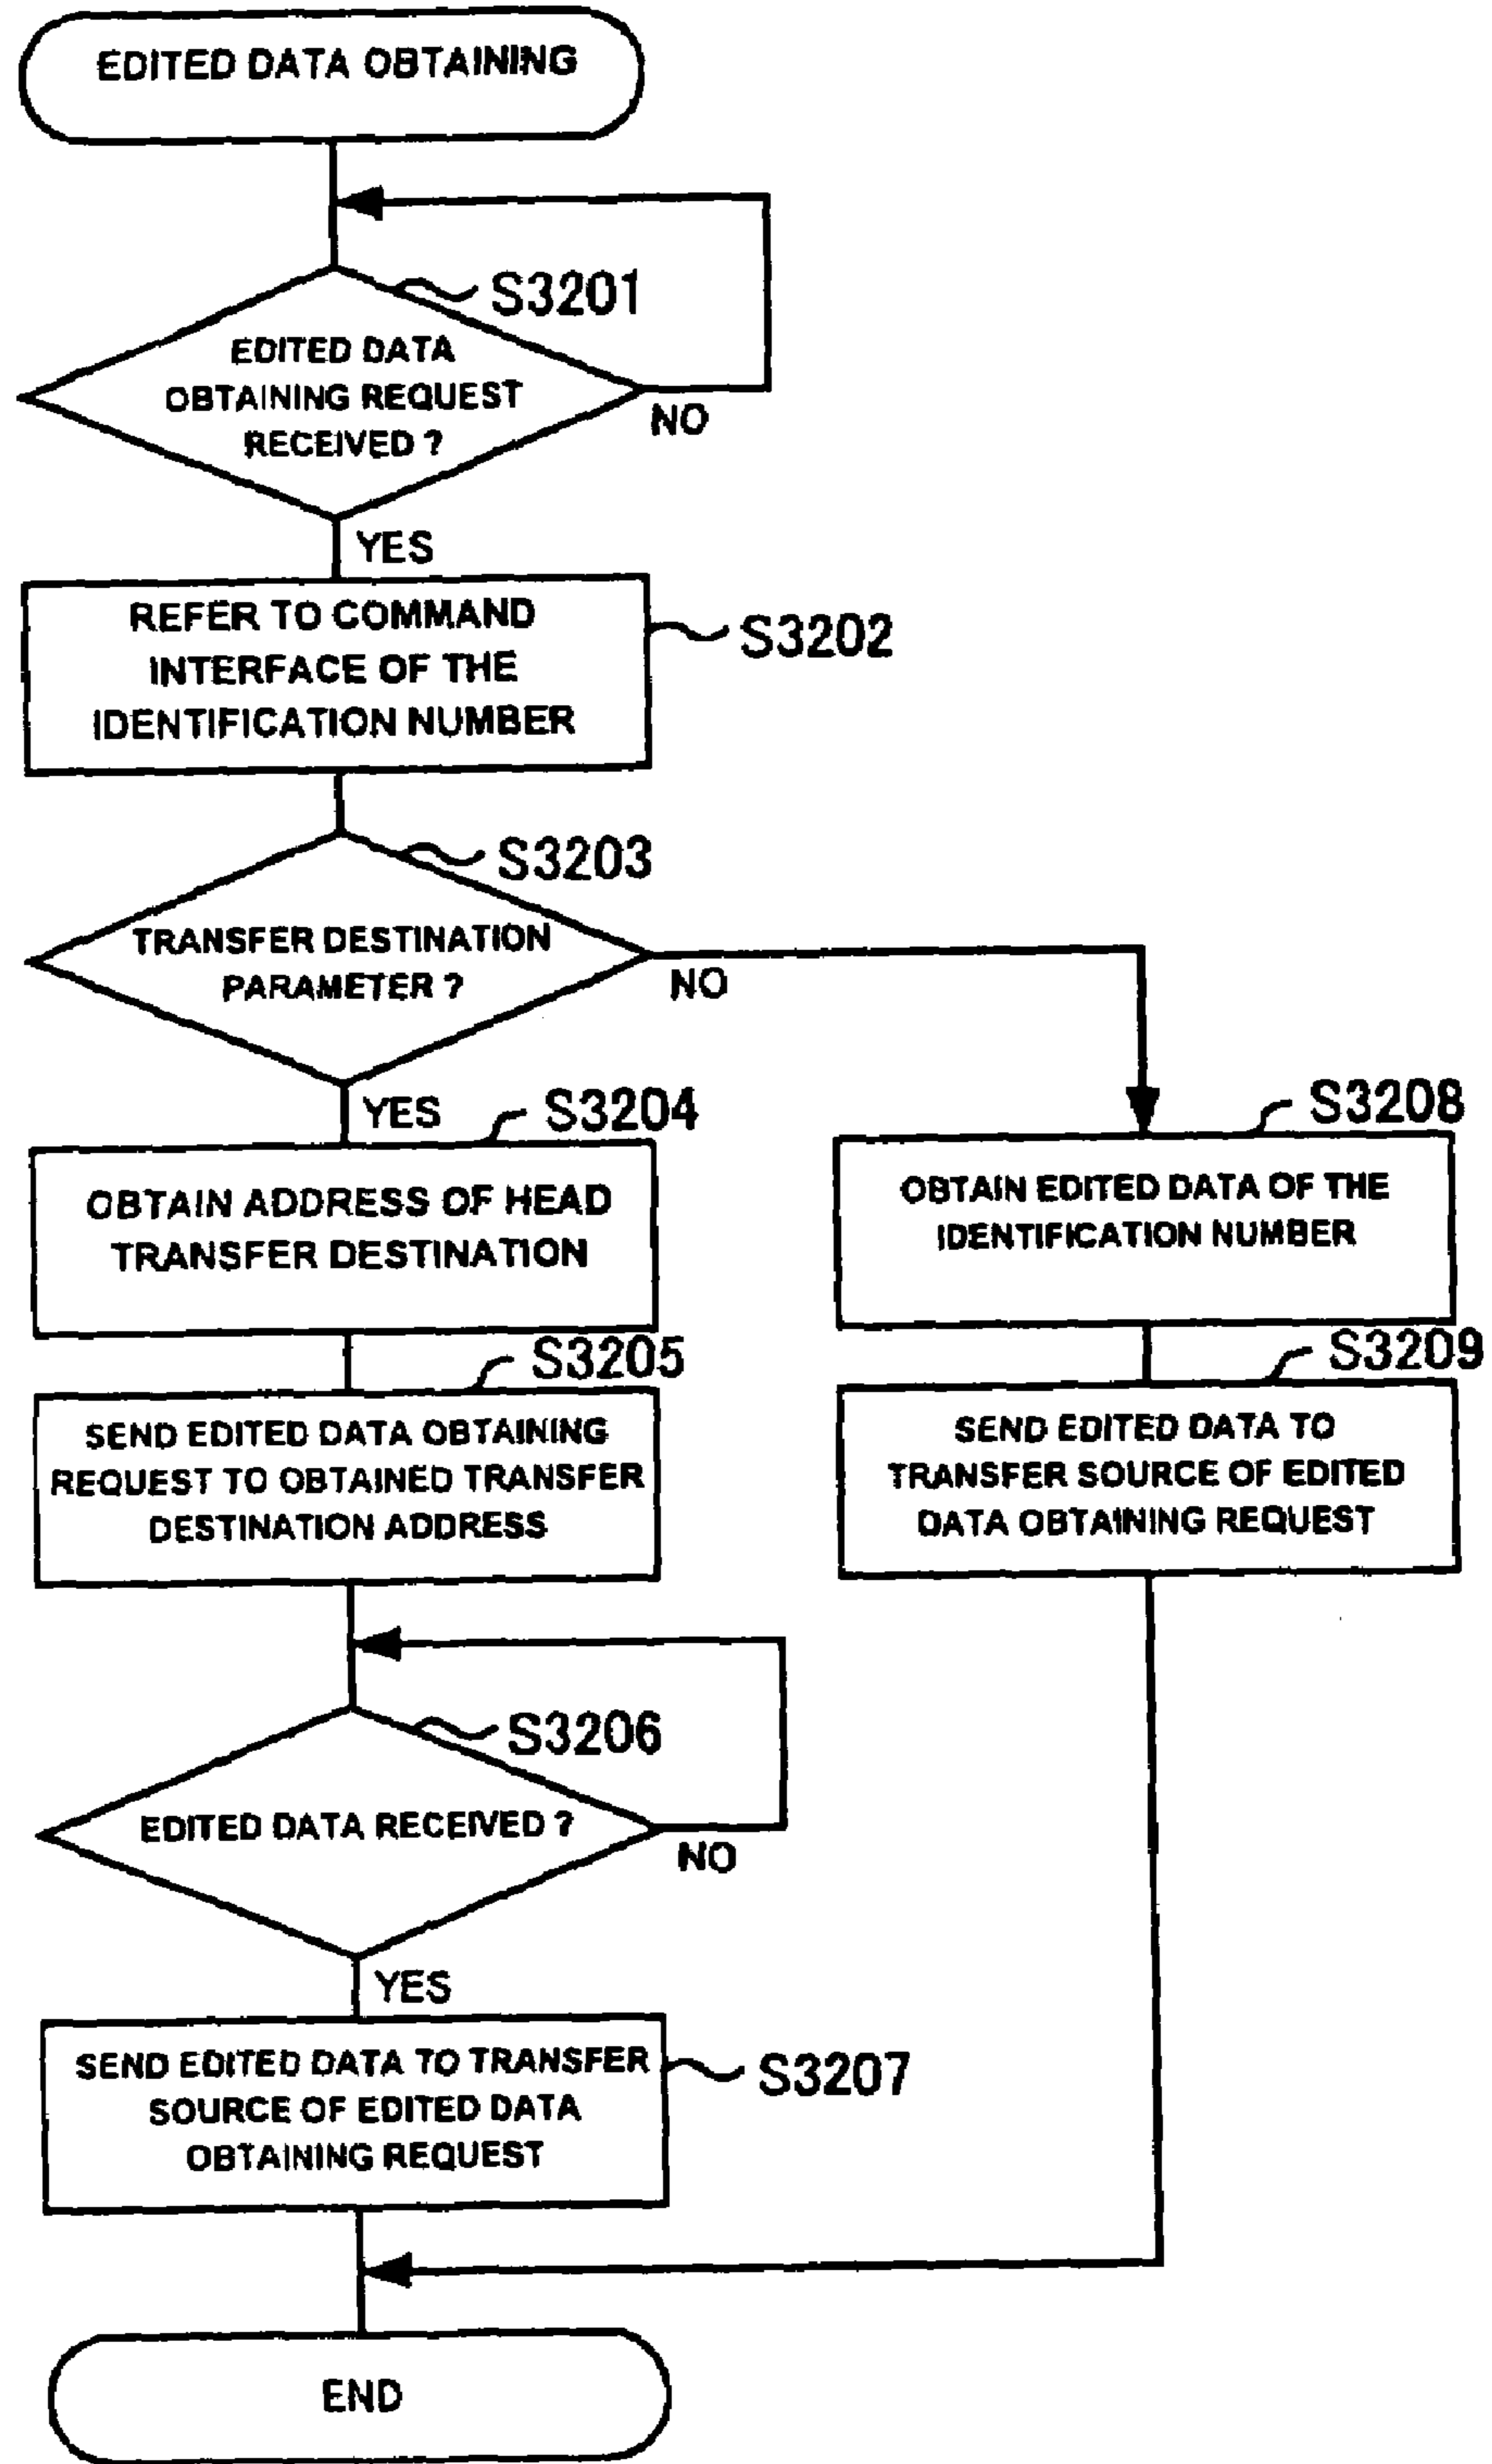 EDITED DATA OBTAINING
S3201
EDITED DATA
OBTAINING REQUEST
RECEIVED ?
NO
YES
REFER TO COMMAND
INTERFACE OF THE
IDENTIFICATION NUMBER
S3202
S3203
TRANSFER DESTINATION
PARAMETER ?
NO
YES
S3204
OBTAIN ADDRESS OF HEAD
TRANSFER DESTINATION
S3208
OBTAIN EDITED DATA OF THE
IDENTIFICATION NUMBER
S3205
SEND EDITED DATA OBTAINING
REQUEST TO OBTAINED TRANSFER
DESTINATION ADDRESS
S3209
SEND EDITED DATA TO
TRANSFER SOURCE OF EDITED
DATA OBTAINING REQUEST
S3206
EDITED DATA RECEIVED ?
NO
YES
SEND EDITED DATA TO TRANSFER
SOURCE OF EDITED DATA
OBTAINING REQUEST
S3207
END